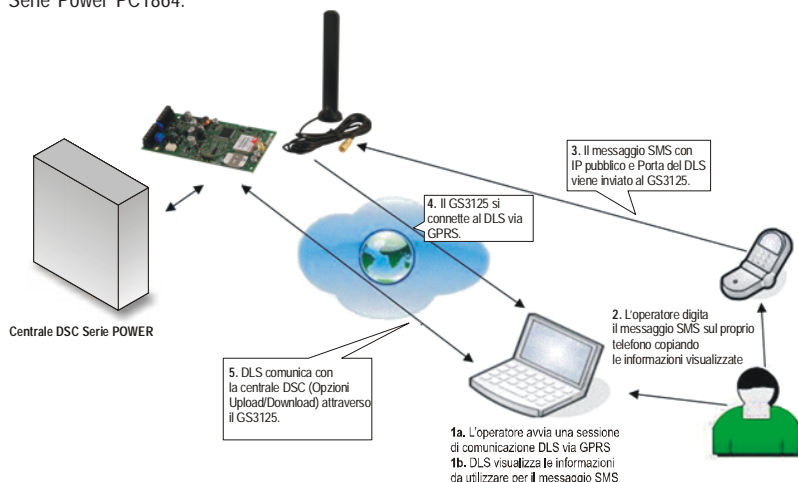 Serie Power PC1864.
3. Il messaggio SMS con
IP pubblico e Porta del DLS
viene inviato al GS3125.
4. Il GS3125 si
connette al DLS via
GPRS.
Centrale DSC Serie POWER
2. L'operatore digita
il messaggio SMS sul proprio
telefono copiando
le informazioni visualizzate
5. DLS comunica con
la centrale DSC (Opzioni
Upload/Download) attraverso
il GS3125.
1a. L'operatore avvia una sessione
di comunicazione DLS via GPRS
1b. DLS visualizza le informazioni
da utilizzare per il messaggio SMS